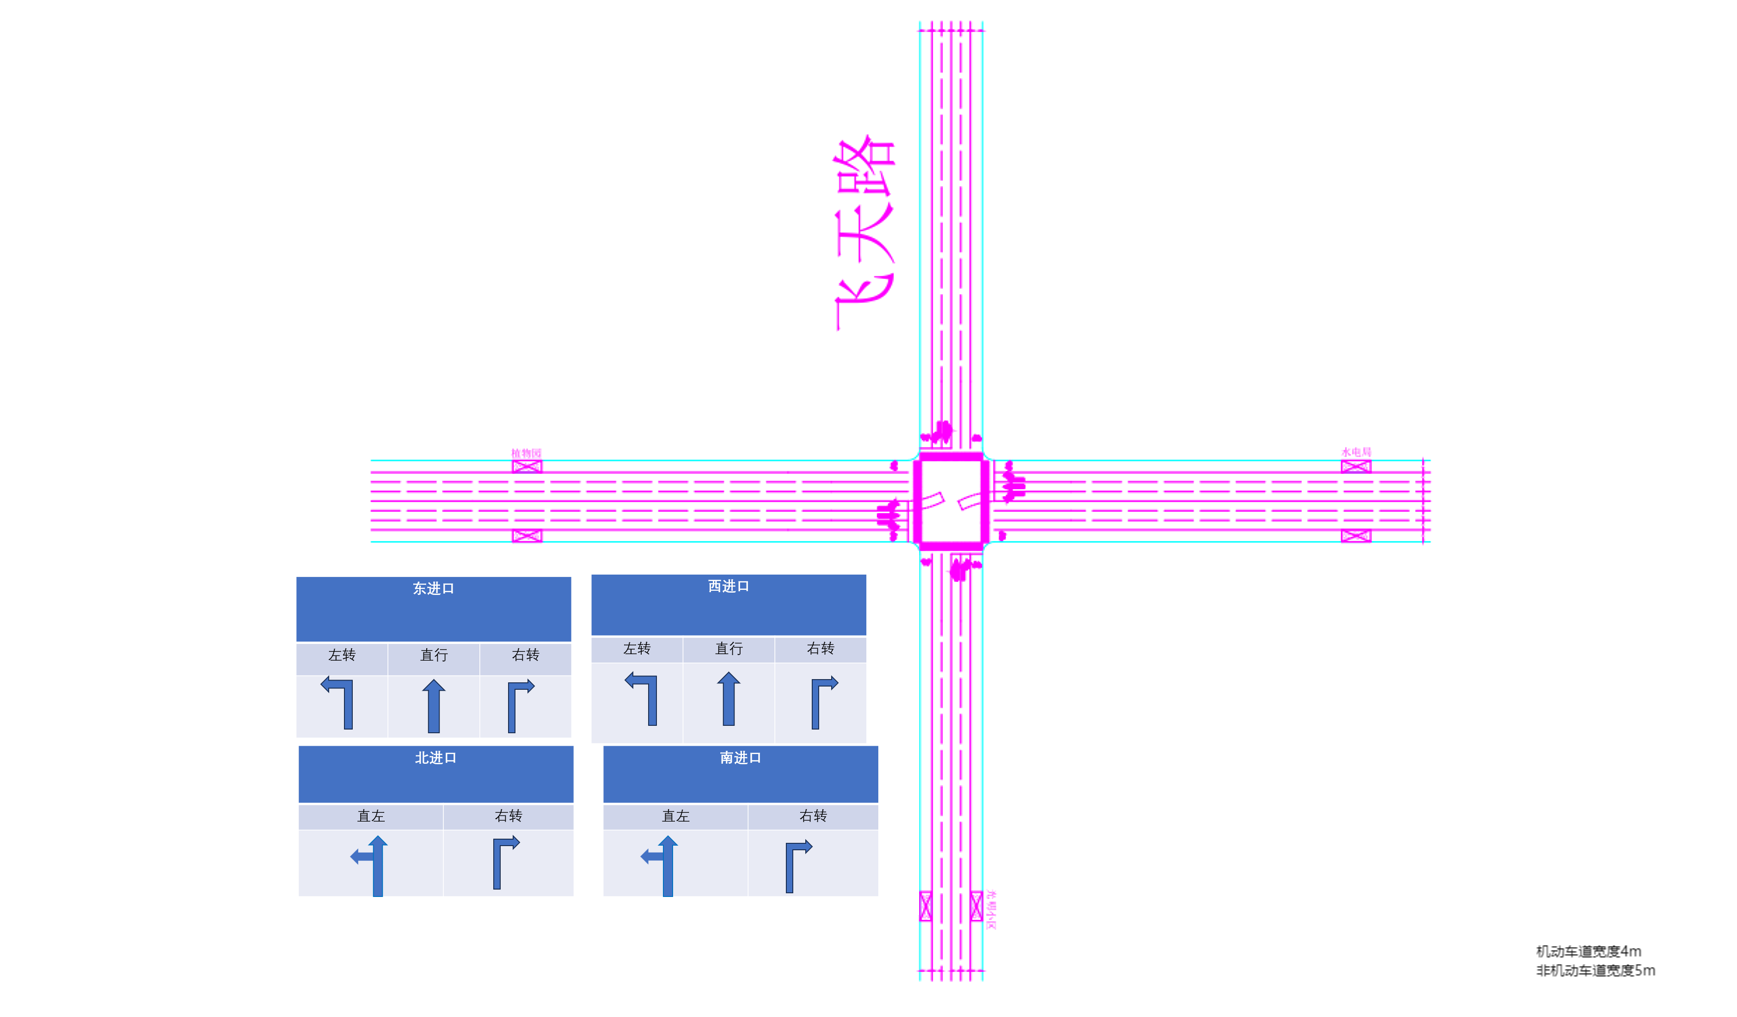 飞天路
植物园
水电局
东进口
左转 直行 右转
西进口
左转 直行 右转
北进口
直左 右转
南进口
直左 右转
光明小区
机动车道宽度4m
非机动车道宽度5m